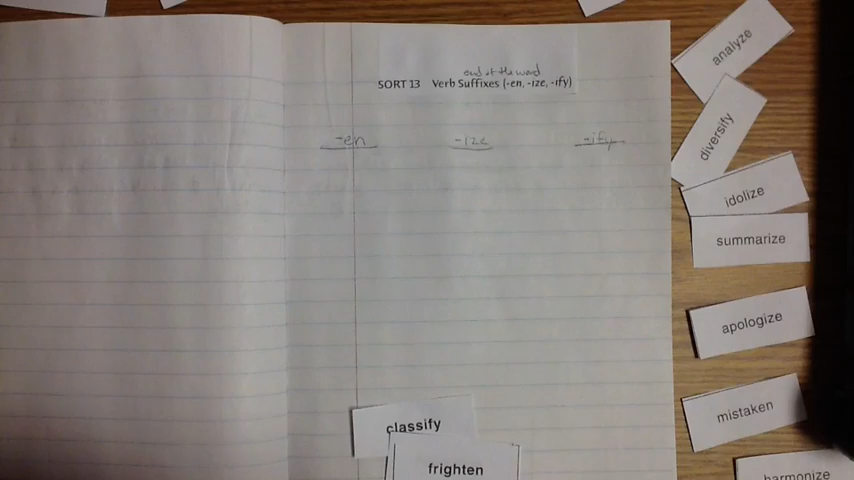 end of the word
SORT 13 Verb Suffixes (-en, -ize, -ify)
-en -ize -ify
analyze
diversify
idolize
summarize
apologize
mistaken
harmonize
classify
frighten